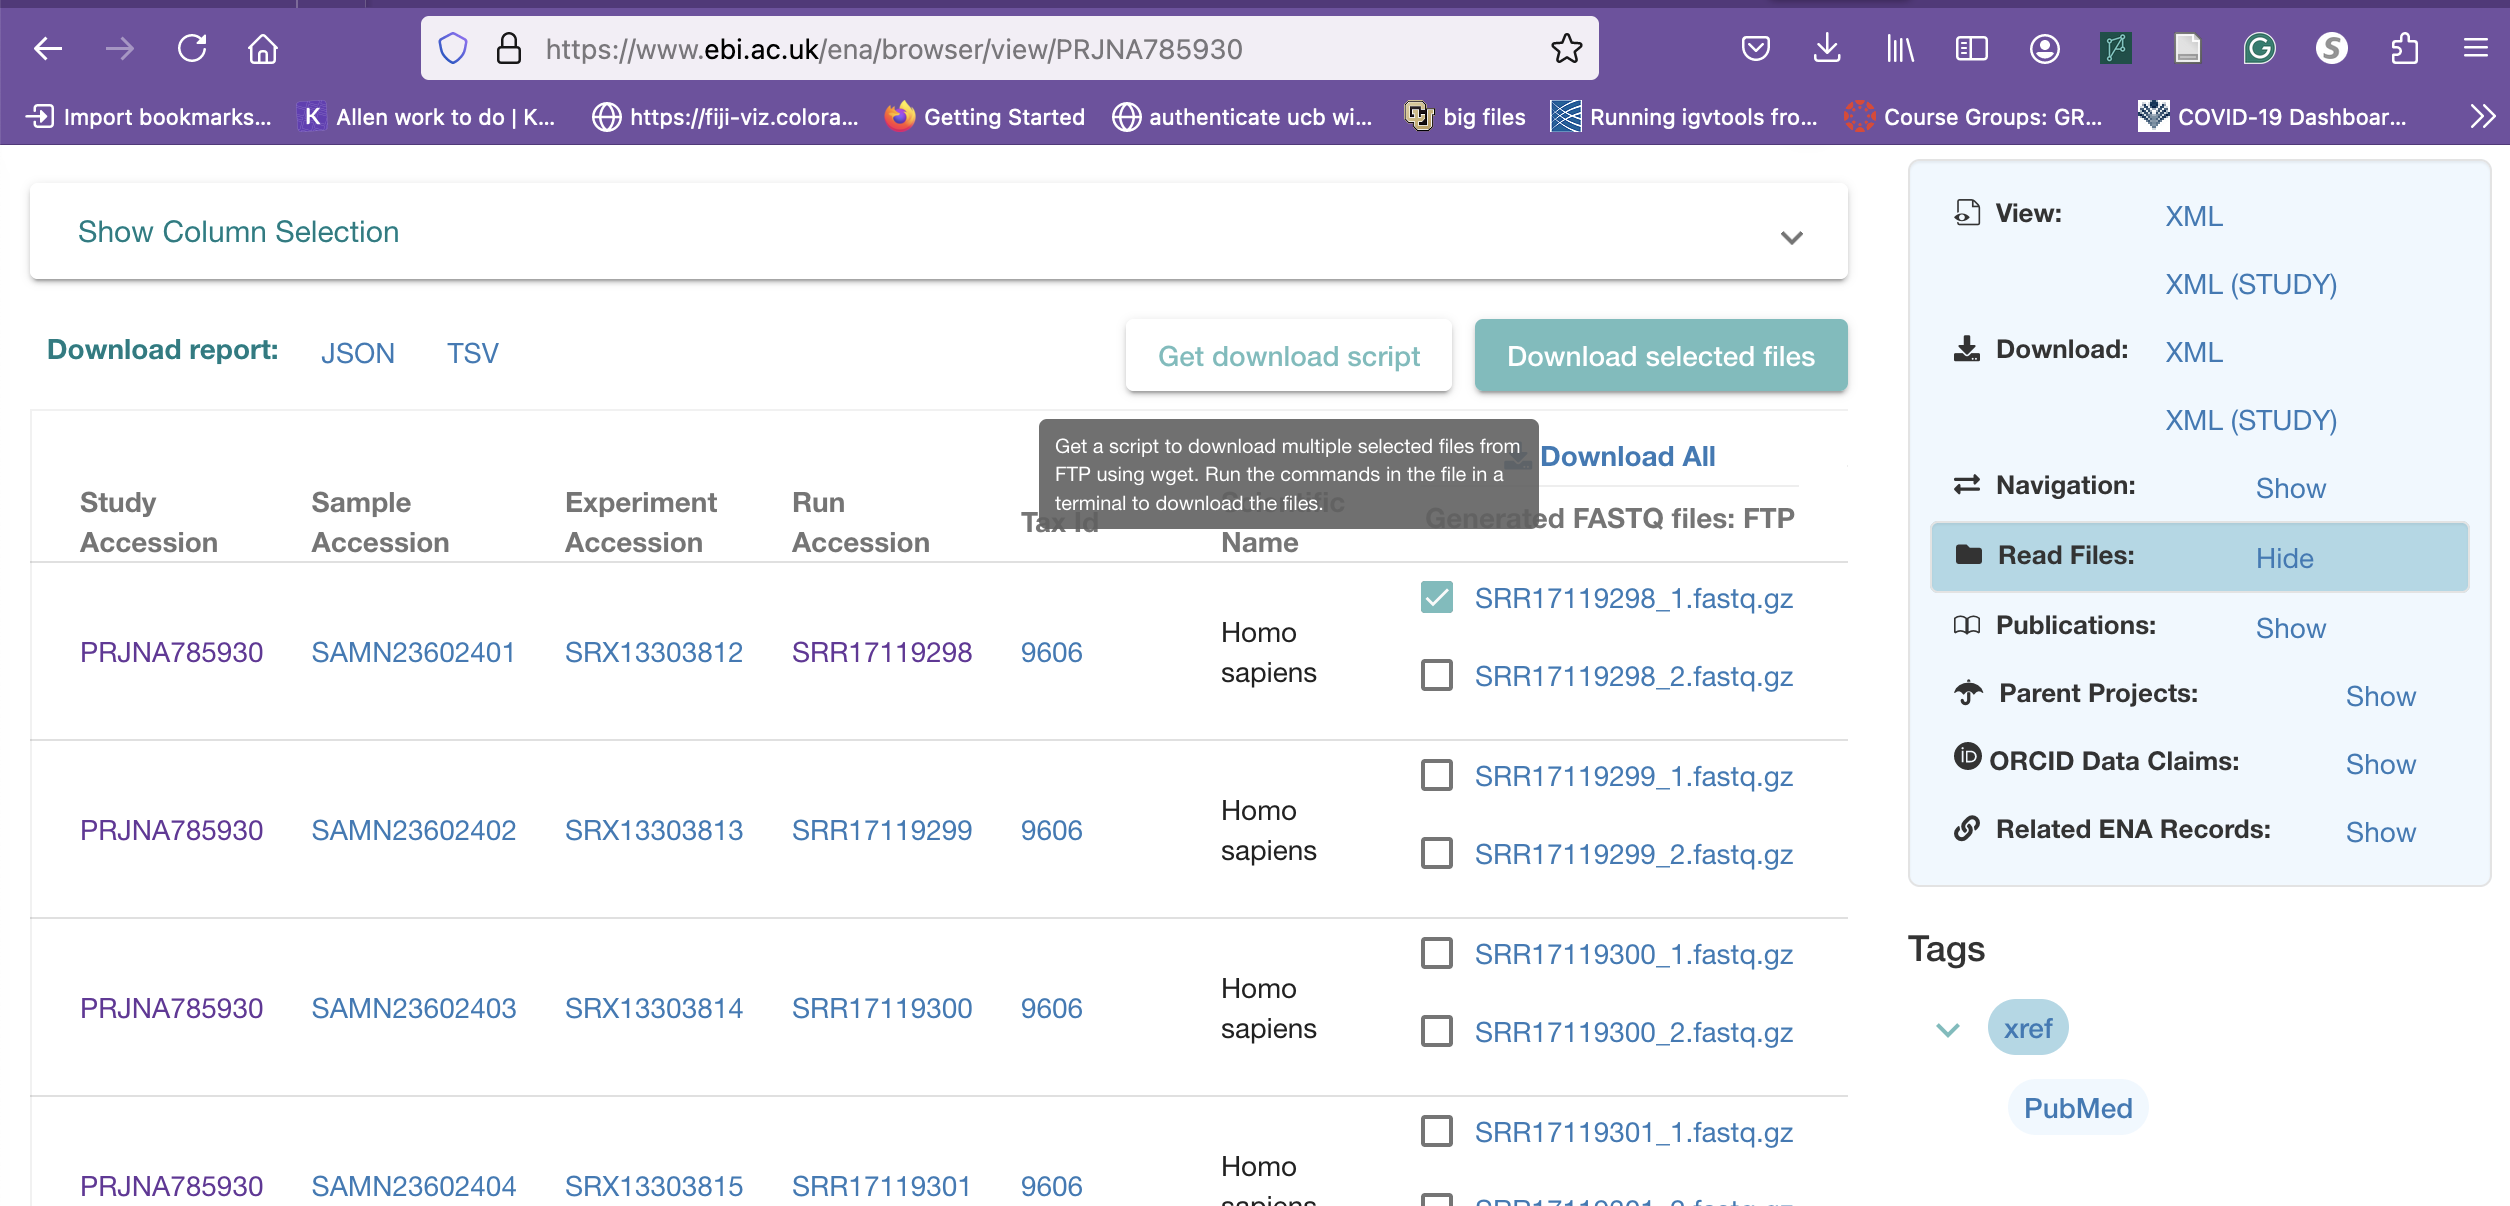 https://www.ebi.ac.uk/ena/browser/view/PRJNA785930
Import bookmarks... K Allen work to do | K... https://fiji-viz.colora... Getting Started authenticate ucb wi... big files Running igvtools fro... Course Groups: GR... COVID-19 Dashboar...
Show Column Selection
Download report: JSON TSV Get download script Download selected files
Get a script to download multiple selected files from
FTP using wget. Run the commands in the file in a
terminal to download the files.
Download All
Study Accession Sample Accession Experiment Accession Run Accession Tax Id Scientific Name Generated FASTQ files: FTP
PRJNA785930 SAMN23602401 SRX13303812 SRR17119298 9606 Homo sapiens
SRR17119298_1.fastq.gz
SRR17119298_2.fastq.gz
PRJNA785930 SAMN23602402 SRX13303813 SRR17119299 9606 Homo sapiens
SRR17119299_1.fastq.gz
SRR17119299_2.fastq.gz
PRJNA785930 SAMN23602403 SRX13303814 SRR17119300 9606 Homo sapiens
SRR17119300_1.fastq.gz
SRR17119300_2.fastq.gz
PRJNA785930 SAMN23602404 SRX13303815 SRR17119301 9606 Homo sapiens
SRR17119301_1.fastq.gz
SRR17119301_2.fastq.gz
View: XML
XML (STUDY)
Download: XML
XML (STUDY)
Navigation: Show
Read Files: Hide
Publications: Show
Parent Projects: Show
iD ORCID Data Claims: Show
Related ENA Records: Show
Tags
xref
PubMed